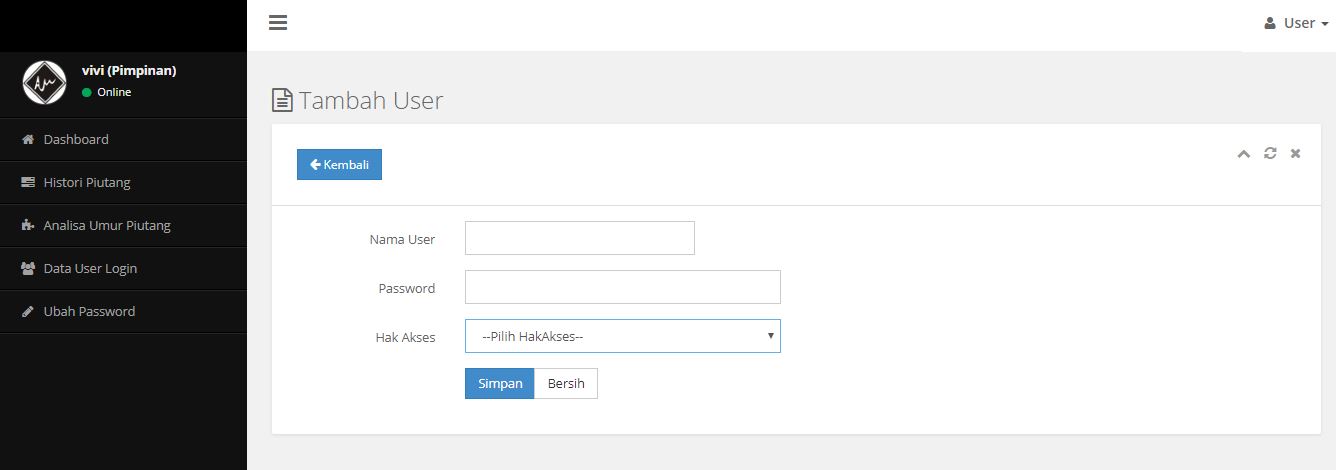 User
vivi (Pimpinan)
Online
Dashboard
Histori Piutang
Analisa Umur Piutang
Data User Login
Ubah Password
Tambah User
Kembali
Nama User
Password
Hak Akses
--Pilih HakAkses--
Simpan Bersih